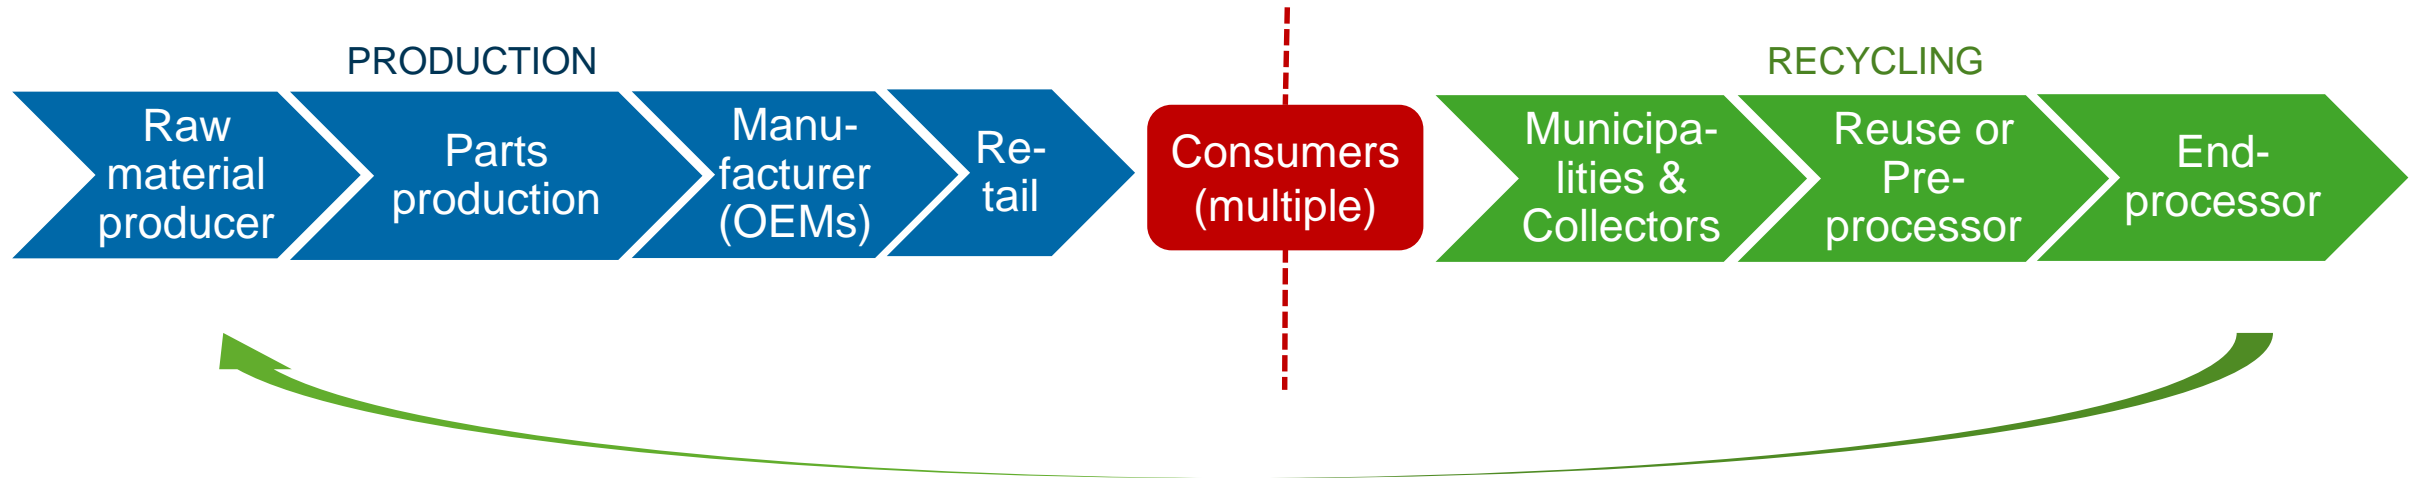 PRODUCTION
RECYCLING
Raw
material
producer
Parts
production
Manu-
facturer
(OEMs)
Re-
tail
Consumers
(multiple)
Municipa-
lities &
Collectors
Reuse or
Pre-
processor
End-
processor